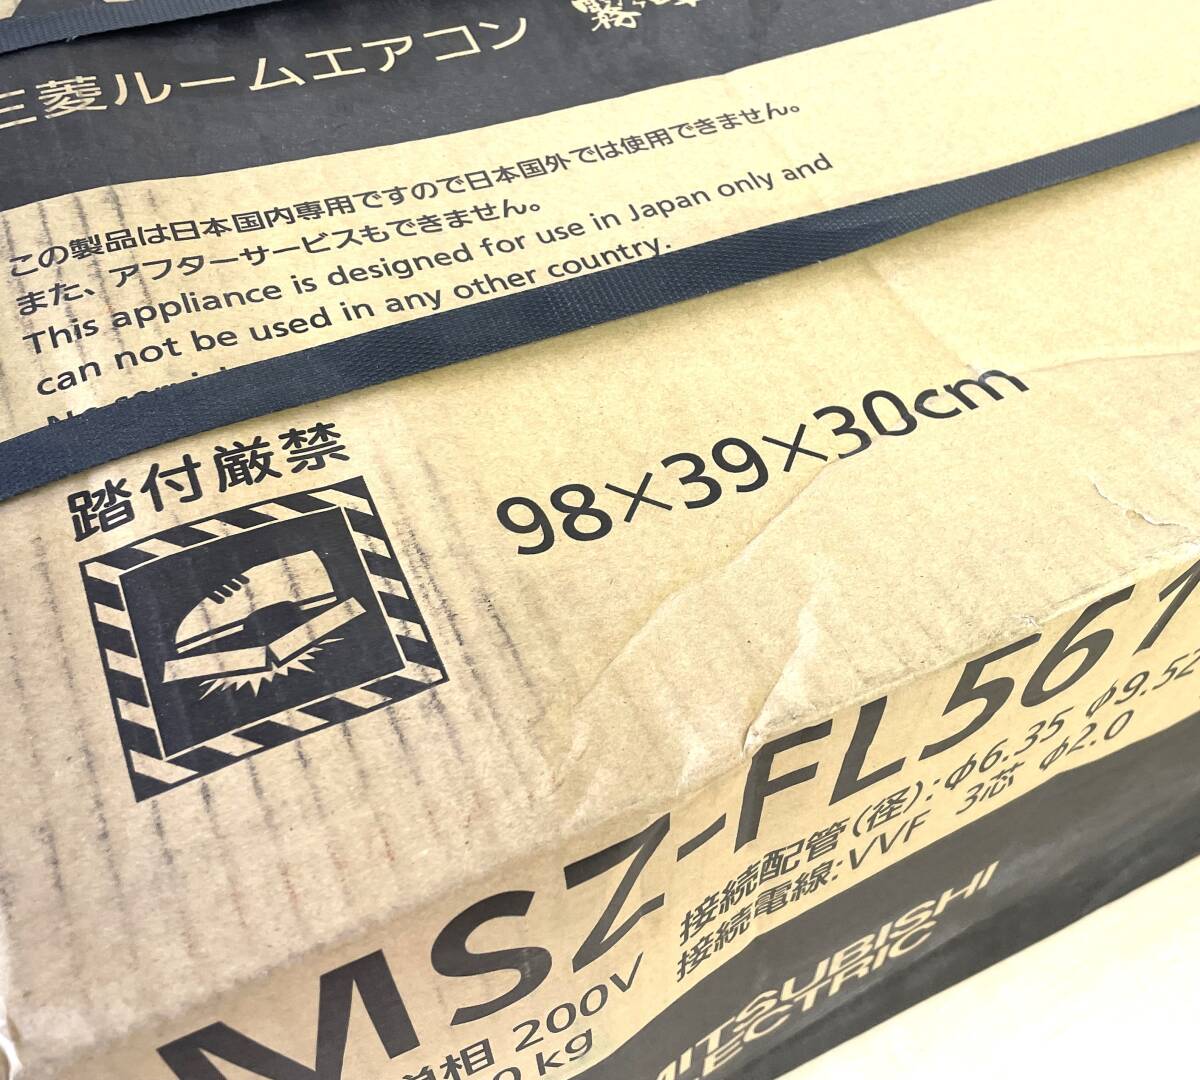 三菱ルームエアコン 霧ヶ峰
この製品は日本国内専用ですので日本国外では使用できません。
また、アフターサービスもできません。
This appliance is designed for use in Japan only and
can not be used in any other country.
踏付厳禁
98×39×30cm
MSZ-FL561
接続配管(径):φ6.35 φ9.52
接続電線:VVF 3芯 φ2.0
単相 200V
kg
MITSUBISHI
ELECTRIC